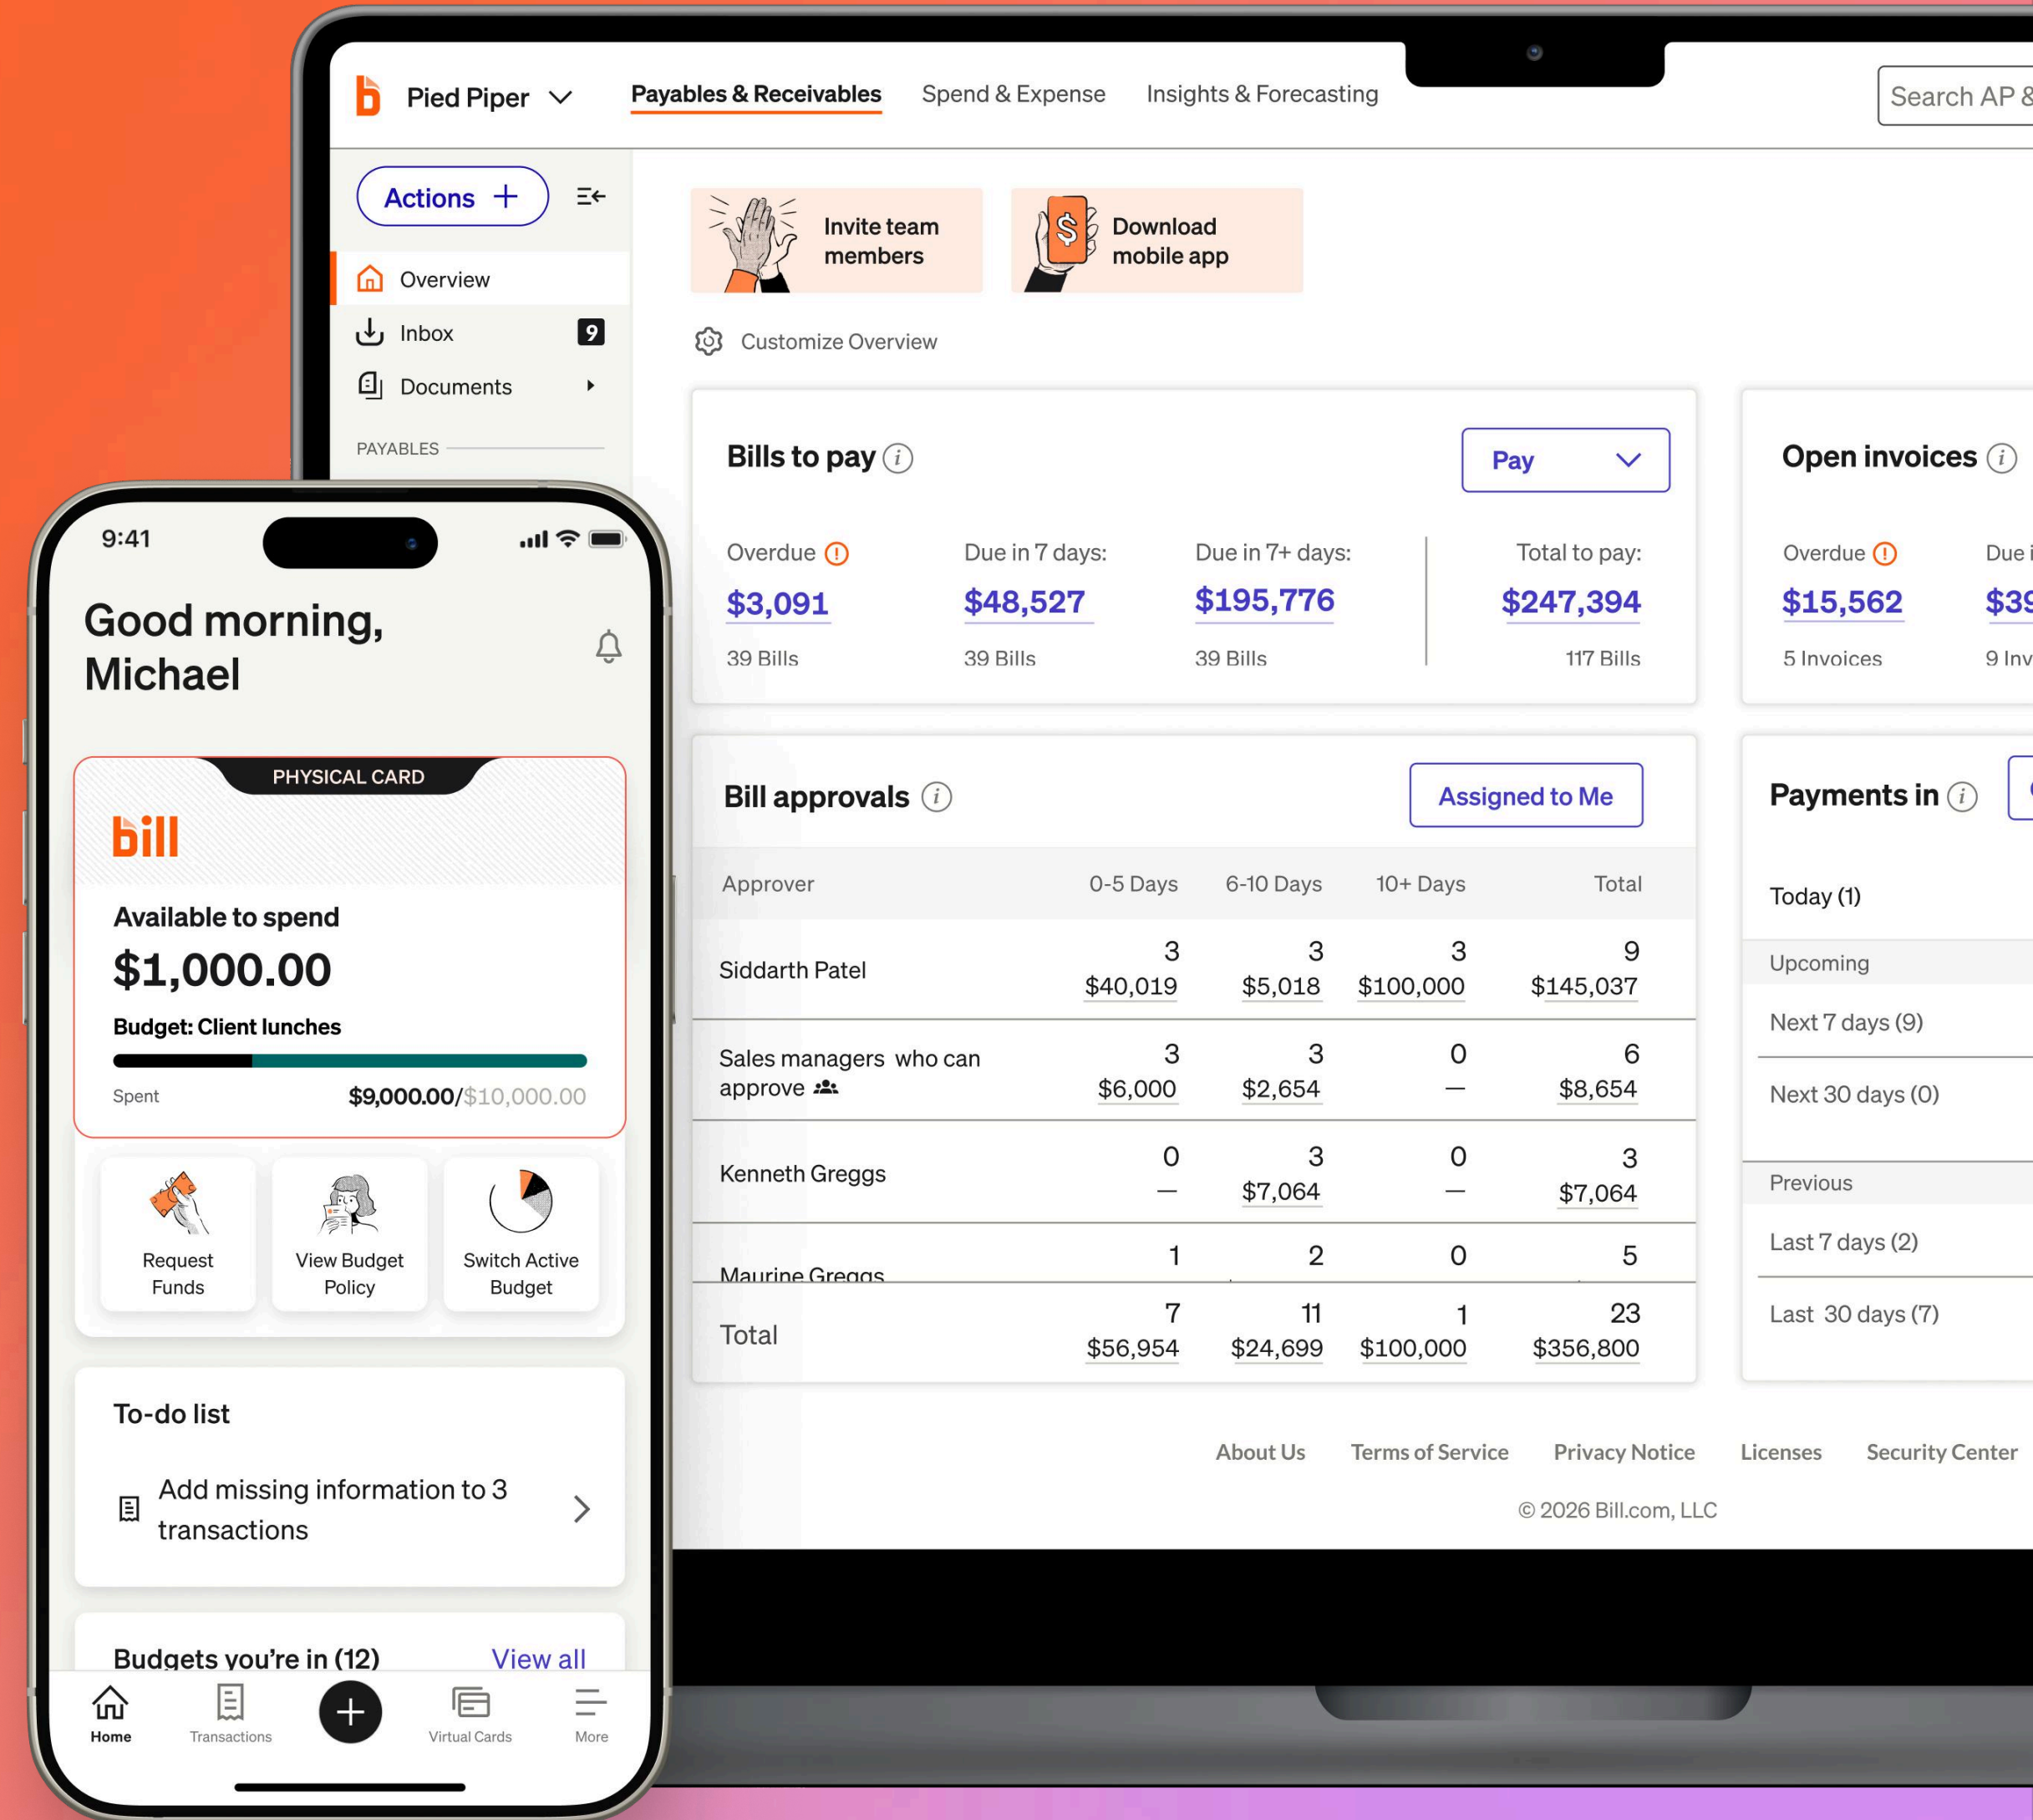 Pied Piper
Payables & Receivables
Spend & Expense
Insights & Forecasting
Search AP &
Actions
Overview
Inbox 9
Documents
PAYABLES
Invite team
members
Download
mobile app
Customize Overview
Bills to pay
Pay
Overdue Due in 7 days: Due in 7+ days: Total to pay:
$3,091 $48,527 $195,776 $247,394
39 Bills 39 Bills 39 Bills 117 Bills
Open invoices
Overdue Due
$15,562 $39
5 Invoices 9 Inv
Bill approvals
Assigned to Me
Approver 0-5 Days 6-10 Days 10+ Days Total
Siddarth Patel
3 3 3 9
$40,019 $5,018 $100,000 $145,037
Sales managers who can
approve
3 3 0 6
$6,000 $2,654 — $8,654
Kenneth Greggs
0 3 0 3
— $7,064 — $7,064
Maurine Greggs
1 2 0 5
Total
7 11 1 23
$56,954 $24,699 $100,000 $356,800
Payments in
Today (1)
Upcoming
Next 7 days (9)
Next 30 days (0)
Previous
Last 7 days (2)
Last 30 days (7)
About Us Terms of Service Privacy Notice Licenses Security Center
© 2026 Bill.com, LLC
9:41
Good morning,
Michael
PHYSICAL CARD
bill
Available to spend
$1,000.00
Budget: Client lunches
Spent $9,000.00/$10,000.00
Request
Funds
View Budget
Policy
Switch Active
Budget
To-do list
Add missing information to 3
transactions
Budgets you're in (12) View all
Home Transactions Virtual Cards More